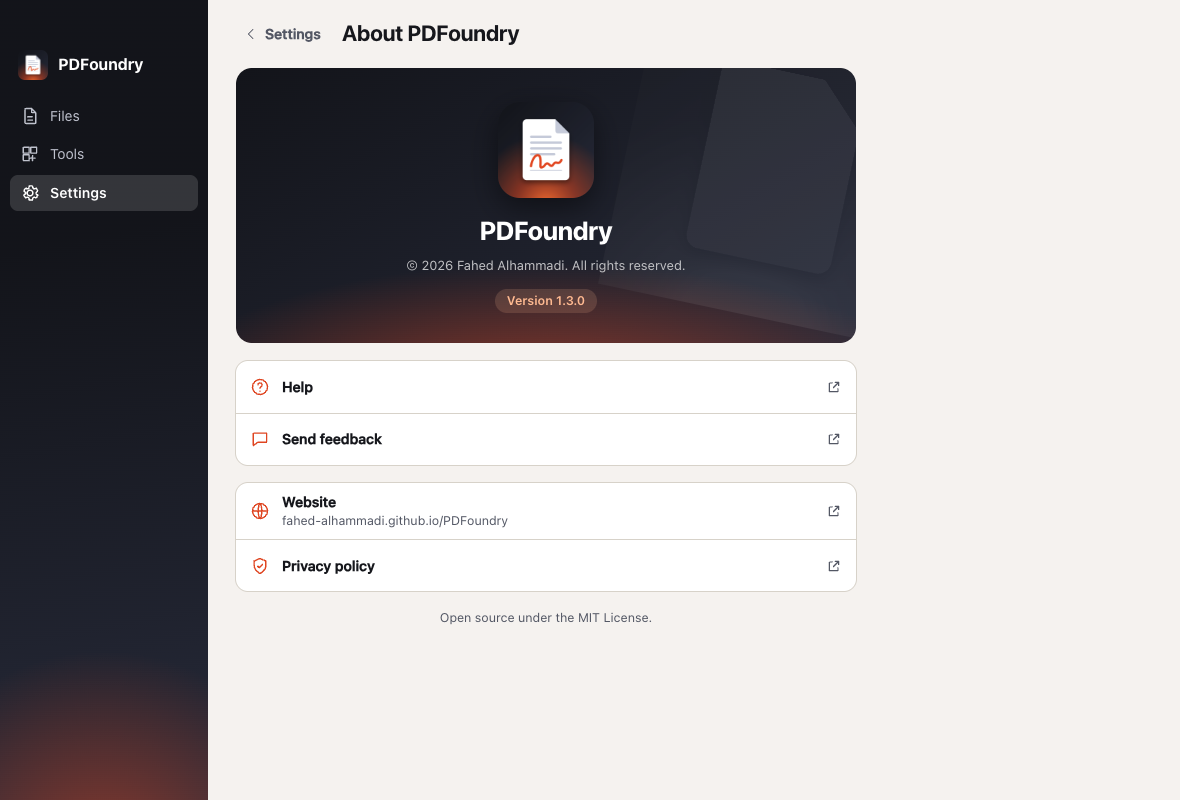 PDFoundry
Files
Tools
Settings
Settings
About PDFoundry
PDFoundry
© 2026 Fahed Alhammadi. All rights reserved.
Version 1.3.0
Help
Send feedback
Website
fahed-alhammadi.github.io/PDFoundry
Privacy policy
Open source under the MIT License.